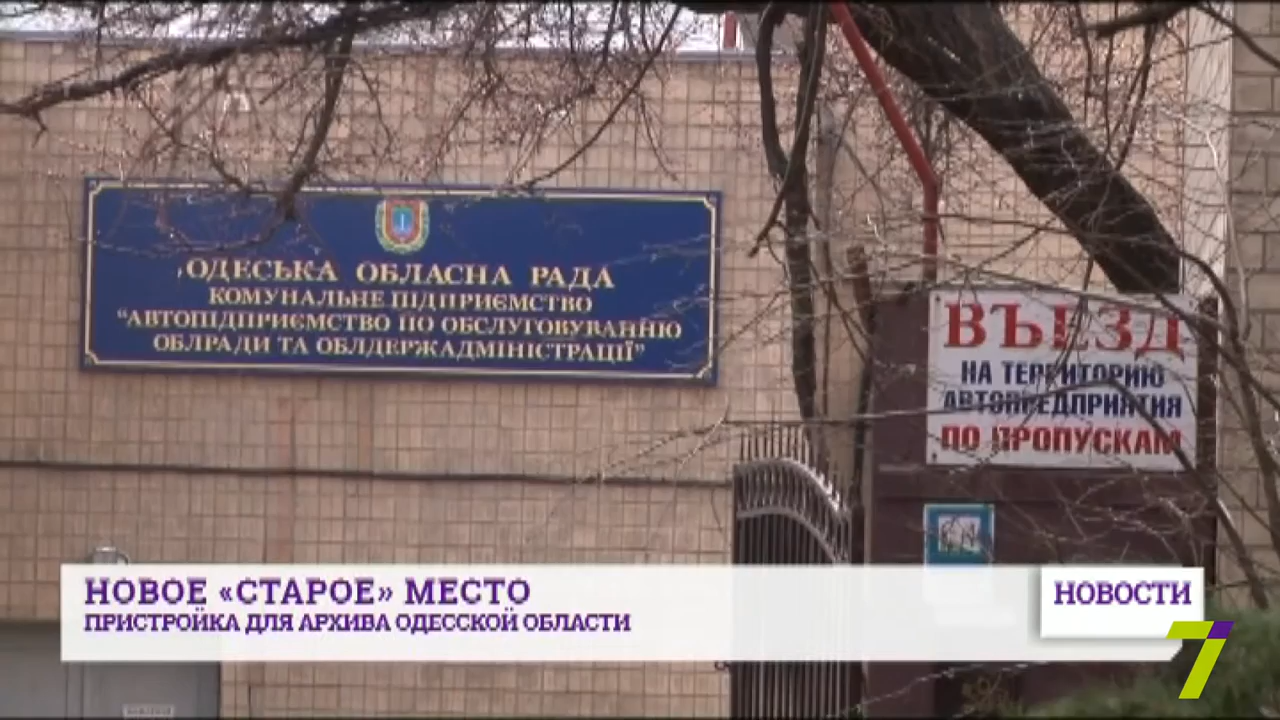 ОДЕСЬКА ОБЛАСНА РАДА
КОМУНАЛЬНЕ ПІДПРИЄМСТВО
"АВТОПІДПРИЄМСТВО ПО ОБСЛУГОВУВАННЮ
ОБЛРАДИ ТА ОБЛДЕРЖАДМІНІСТРАЦІЇ"
ВЪЕЗД
НА ТЕРРИТОРИЮ
АВТОПРЕДПРИЯТИЯ
ПО ПРОПУСКАМ
НОВОЕ «СТАРОЕ» МЕСТО
ПРИСТРОЙКА ДЛЯ АРХИВА ОДЕССКОЙ ОБЛАСТИ
НОВОСТИ
7